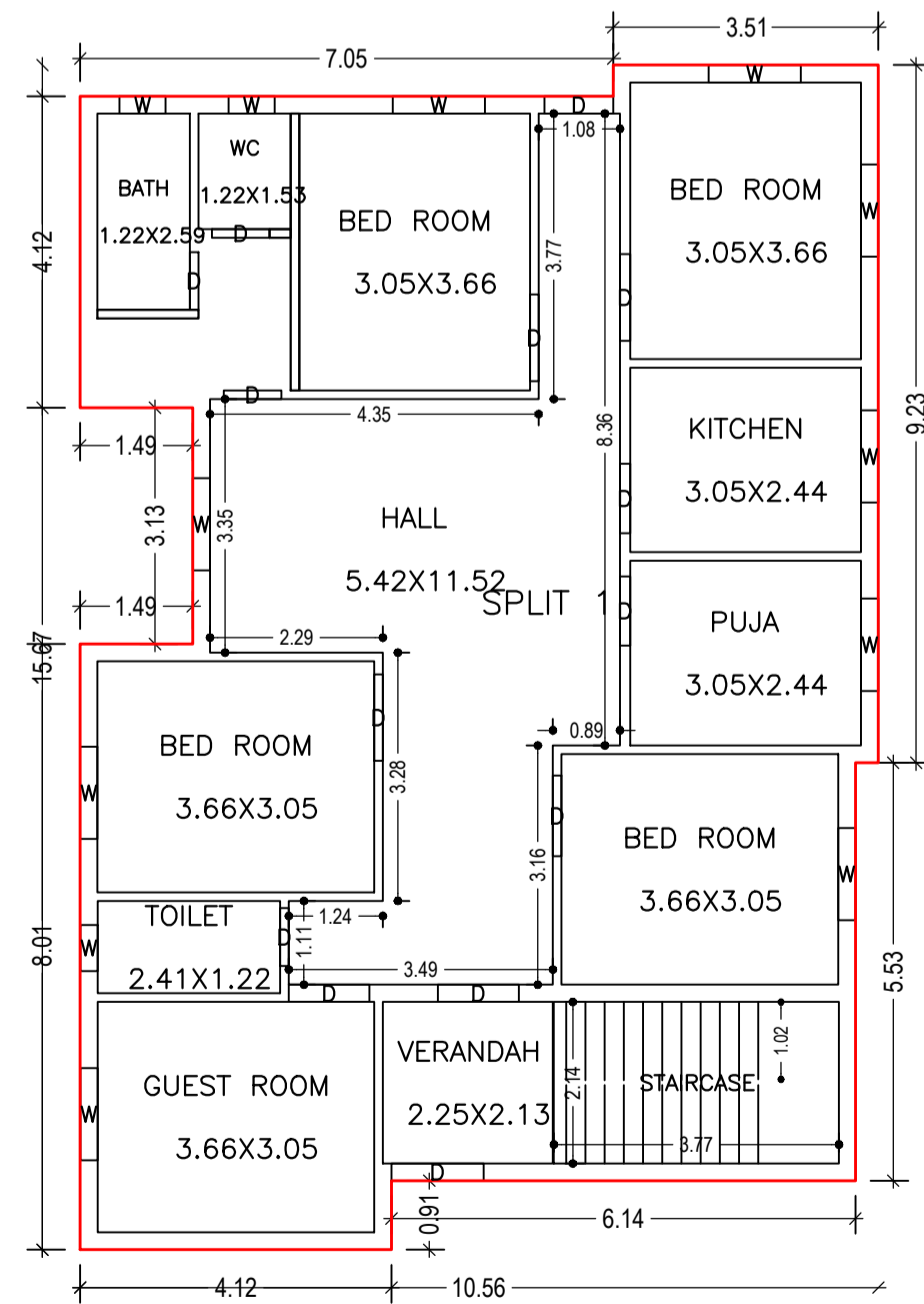 3.51
7.05
W
W W W D
1.08
WC
BATH
1.22X1.53
1.22X2.59
D
D
BED ROOM
3.05X3.66
3.77
D
BED ROOM
3.05X3.66
W
D
4.12
D
4.35
8.36
9.23
1.49
3.13
1.49
W
3.35
HALL
5.42X11.52
SPLIT 1
KITCHEN
3.05X2.44
W
D
PUJA
3.05X2.44
W
D
15.67
2.29
0.89
BED ROOM
3.66X3.05
W
D
3.28
3.16
D
BED ROOM
3.66X3.05
W
TOILET
2.41X1.22
W
D
1.24
1.11
3.49
8.01
5.53
D D
GUEST ROOM
3.66X3.05
W
VERANDAH
2.25X2.13
2.14
STAIRCASE
1.02
3.77
D
0.91
6.14
4.12
10.56